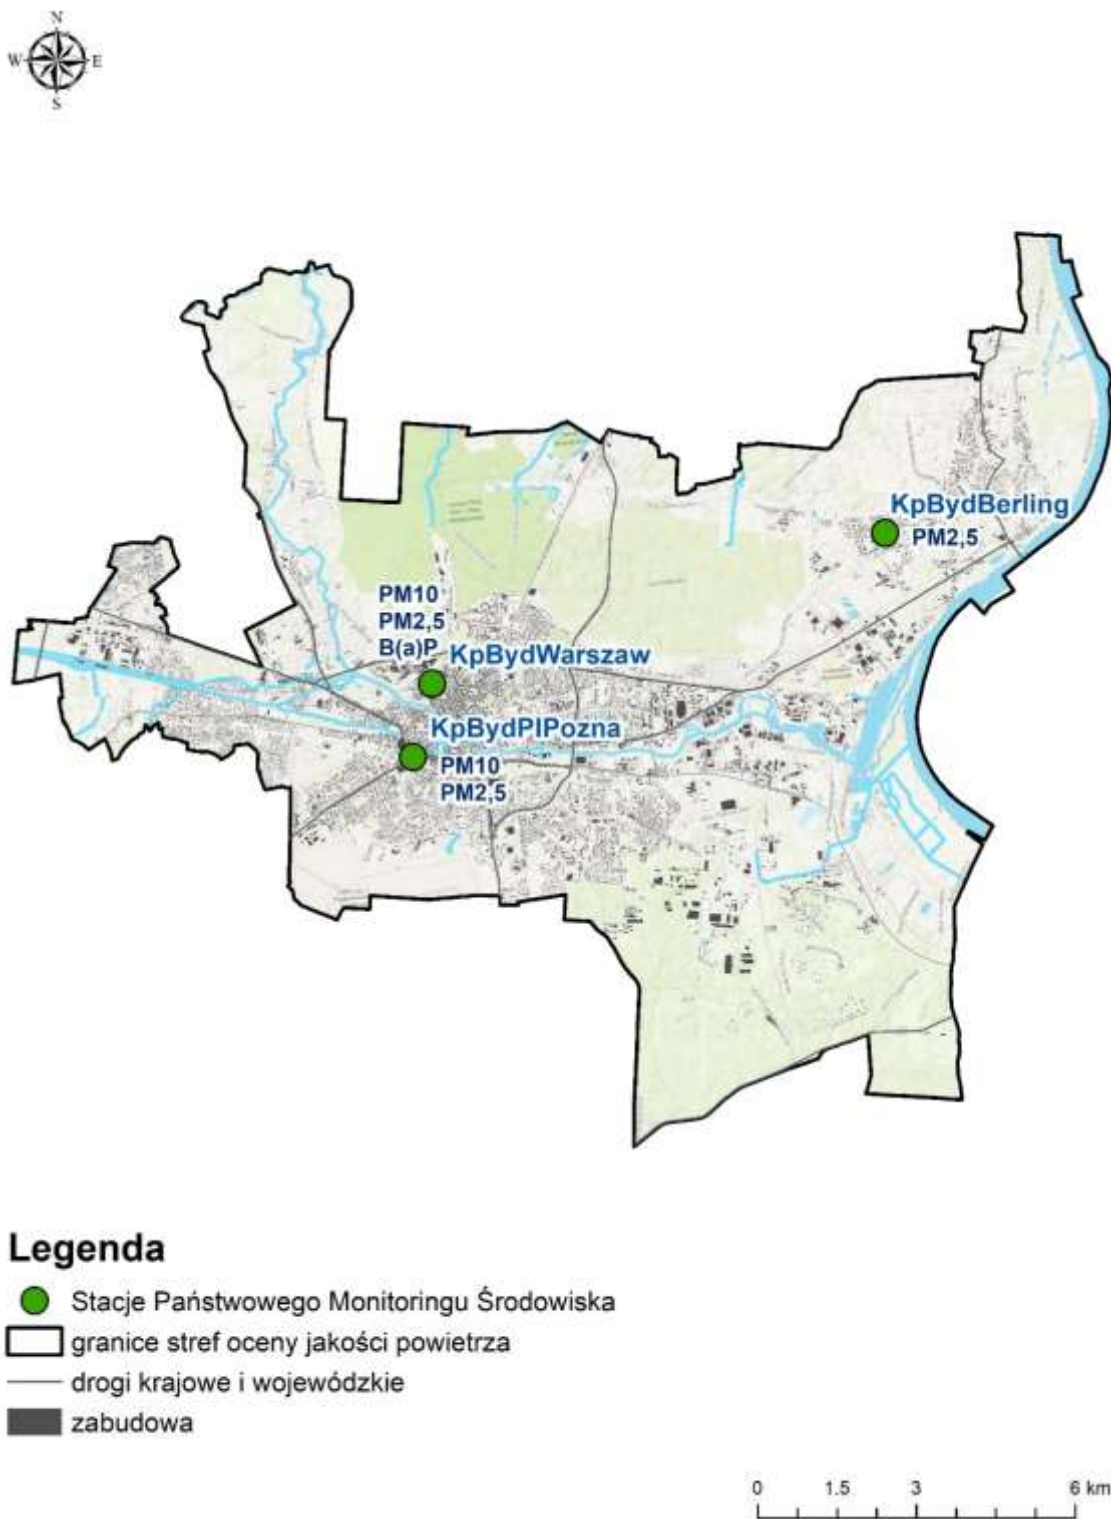 N
W E
S
KpBydBerling
PM2,5
PM10
PM2,5
B(a)P
KpBydWarszaw
KpBydPlPozna
PM10
PM2,5
Legenda
Stacje Państwowego Monitoringu Środowiska
granice stref oceny jakości powietrza
drogi krajowe i wojewódzkie
zabudowa
0 1.5 3 6 km